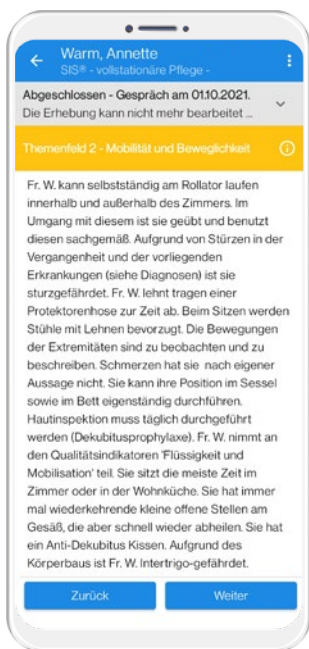 Warm, Annette
SIS® - vollstationäre Pflege -
Abgeschlossen - Gespräch am 01.10.2021.
Die Erhebung kann nicht mehr bearbeitet ...
Themenfeld 2 - Mobilität und Beweglichkeit
Fr. W. kann selbstständig am Rollator laufen
innerhalb und außerhalb des Zimmers. Im
Umgang mit diesem ist sie geübt und benutzt
diesen sachgemäß. Aufgrund von Stürzen in der
Vergangenheit und der vorliegenden
Erkrankungen (siehe Diagnosen) ist sie
sturzgefährdet. Fr. W. lehnt tragen einer
Protektorenhose zur Zeit ab. Beim Sitzen werden
Stühle mit Lehnen bevorzugt. Die Bewegungen
der Extremitäten sind zu beobachten und zu
beschreiben. Schmerzen hat sie nach eigener
Aussage nicht. Sie kann ihre Position im Sessel
sowie im Bett eigenständig durchführen.
Hautinspektion muss täglich durchgeführt
werden (Dekubitusprophylaxe). Fr. W. nimmt an
den Qualitätsindikatoren 'Flüssigkeit und
Mobilisation' teil. Sie sitzt die meiste Zeit im
Zimmer oder in der Wohnküche. Sie hat immer
mal wiederkehrende kleine offene Stellen am
Gesäß, die aber schnell wieder abheilen. Sie hat
ein Anti-Dekubitus Kissen. Aufgrund des
Körperbaus ist Fr. W. Intertrigo-gefährdet.
Zurück
Weiter